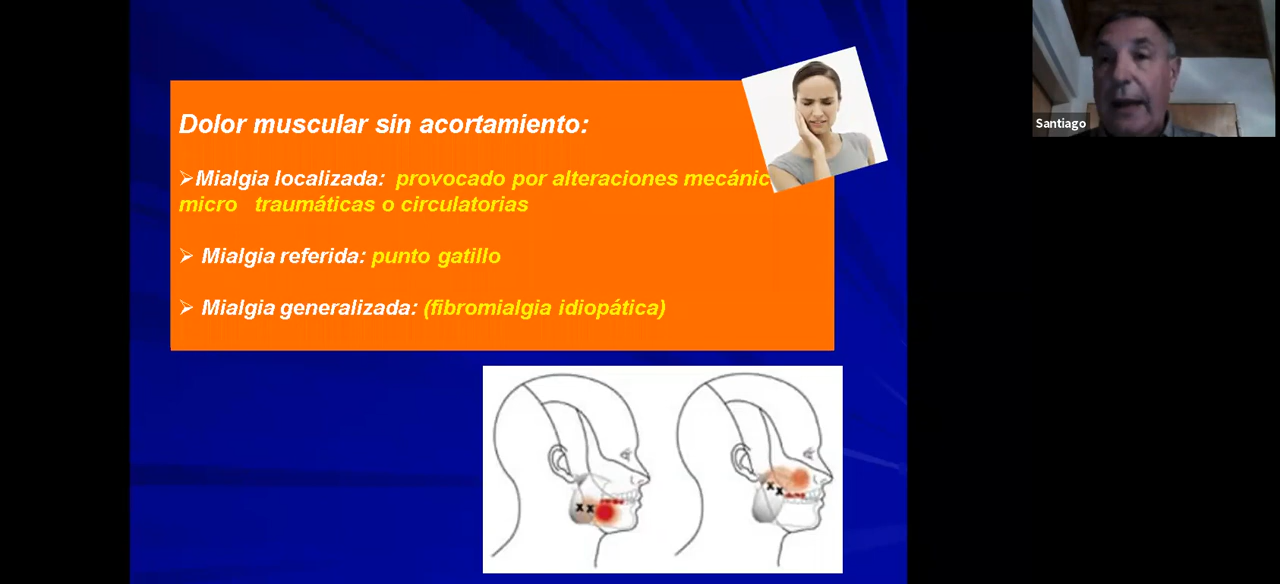 Dolor muscular sin acortamiento:
➢Mialgia localizada: provocado por alteraciones mecánic
micro traumáticas o circulatorias
➢ Mialgia referida: punto gatillo
➢ Mialgia generalizada: (fibromialgia idiopática)
Santiago
x x
x x